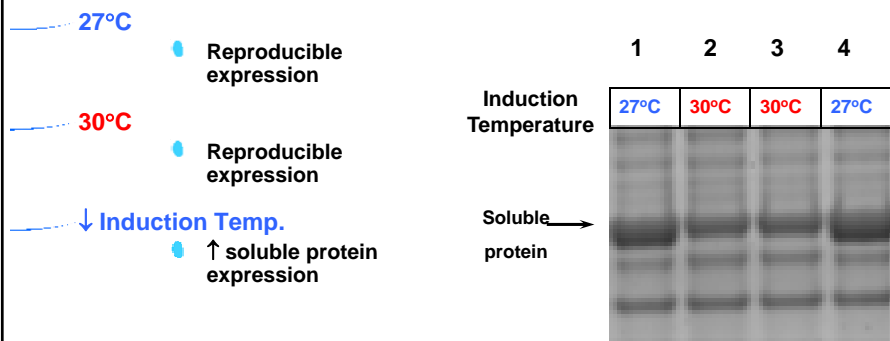 27°C
Reproducible
expression
30°C
Reproducible
expression
↓ Induction Temp.
↑ soluble protein
expression
1 2 3 4
Induction
Temperature
27°C 30°C 30°C 27°C
Soluble
protein